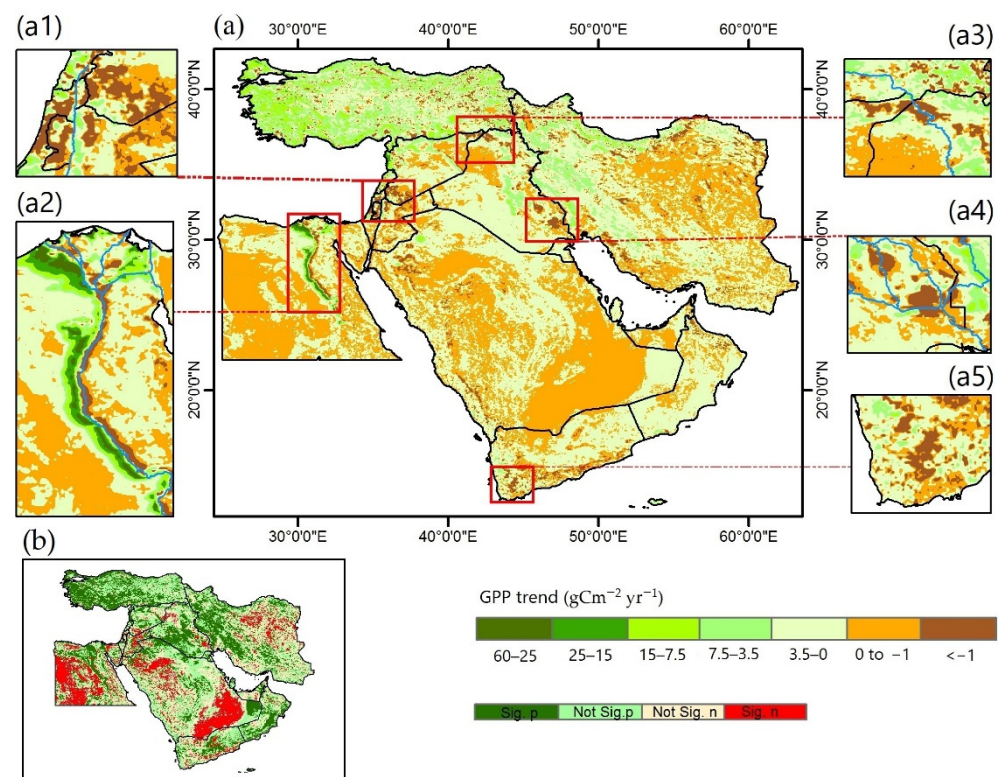 (a1)
(a)
(a3)
30°0'0"E 40°0'0"E 50°0'0"E 60°0'0"E
40°0'0"N
40°0'0"N
(a2)
(a4)
30°0'0"N
30°0'0"N
(a5)
20°0'0"N
20°0'0"N
30°0'0"E 40°0'0"E 50°0'0"E 60°0'0"E
(b)
GPP trend (gCm⁻² yr⁻¹)
60–25 25–15 15–7.5 7.5–3.5 3.5–0 0 to −1 <−1
Sig. p Not Sig.p Not Sig. n Sig. n